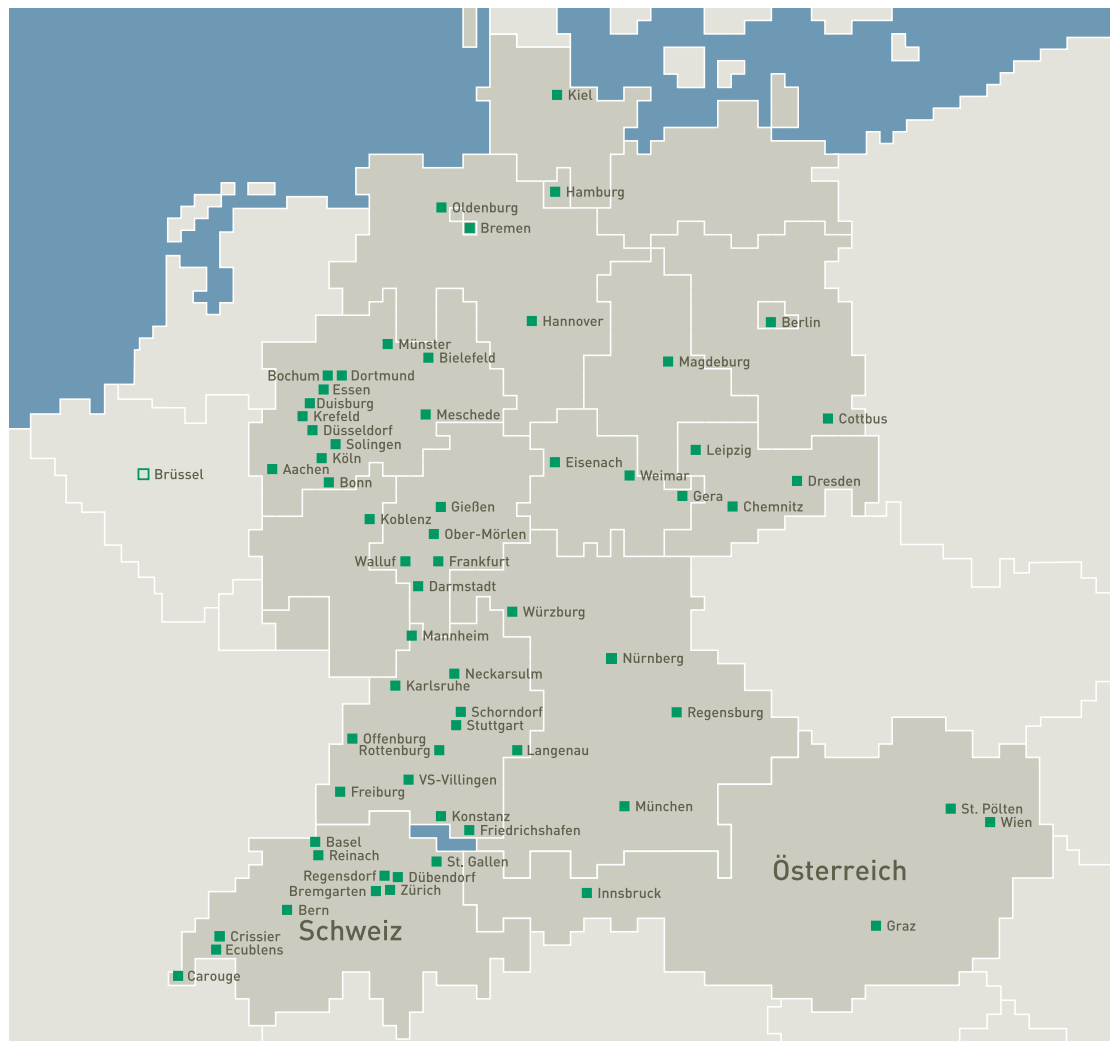 Kiel
Hamburg
Oldenburg
Bremen
Hannover
Berlin
Münster
Bielefeld
Magdeburg
Bochum
Dortmund
Essen
Duisburg
Krefeld
Meschede
Cottbus
Düsseldorf
Solingen
Leipzig
Köln
Eisenach
Aachen
Brüssel
Weimar
Bonn
Dresden
Gera
Gießen
Chemnitz
Koblenz
Ober-Mörlen
Walluf
Frankfurt
Darmstadt
Würzburg
Mannheim
Nürnberg
Neckarsulm
Karlsruhe
Schorndorf
Regensburg
Stuttgart
Offenburg
Rottenburg
Langenau
VS-Villingen
Freiburg
München
St. Pölten
Konstanz
Wien
Friedrichshafen
Basel
Reinach
St. Gallen
Österreich
Regensdorf
Dübendorf
Bremgarten
Zürich
Innsbruck
Bern
Graz
Schweiz
Crissier
Ecublens
Carouge